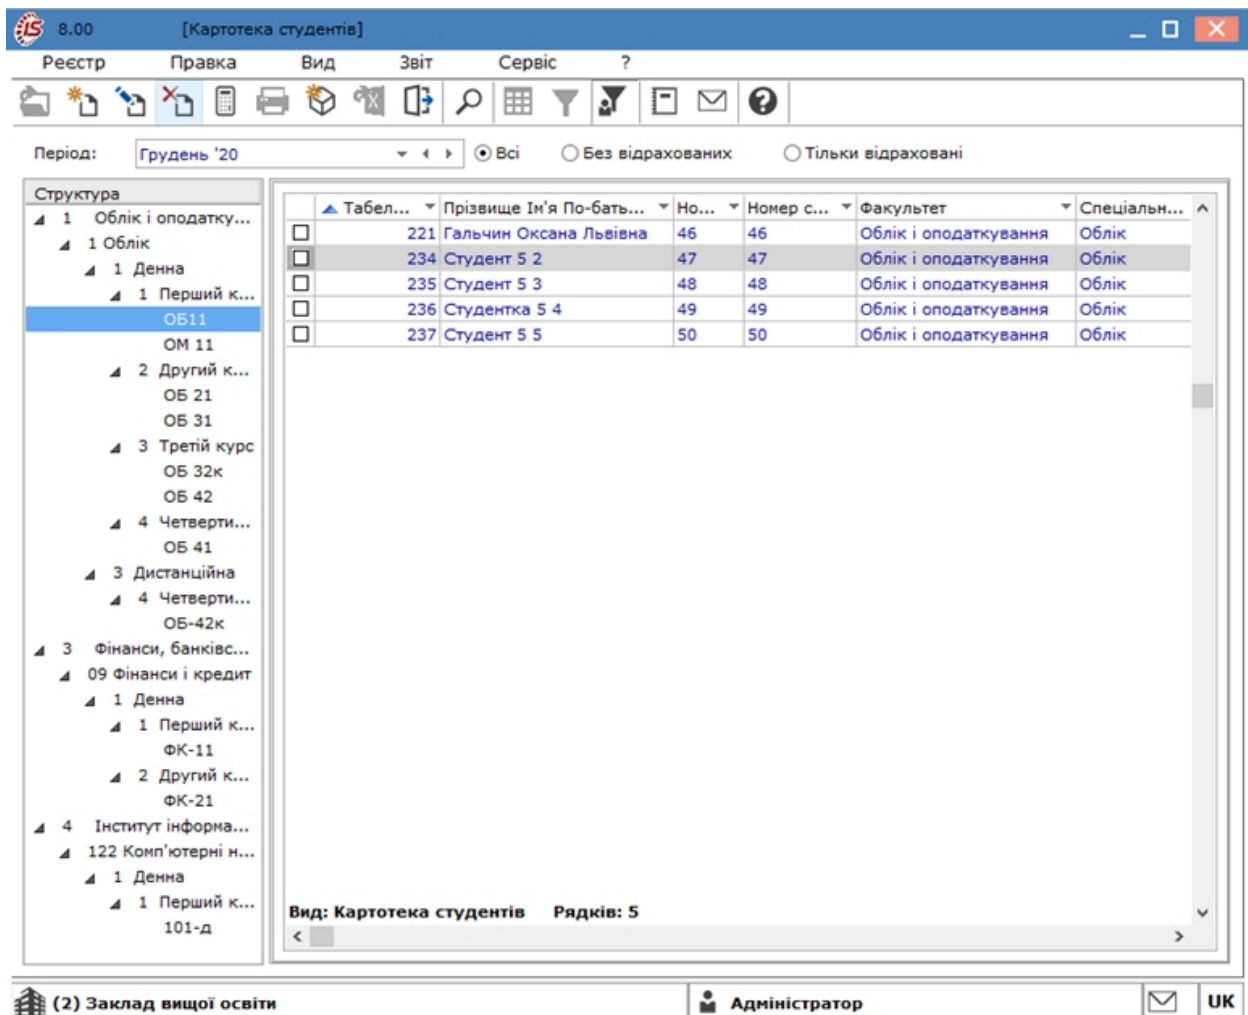 8.00 [Картотека студентів]
Реєстр Правка Вид Звіт Сервіс ?
Період: Грудень '20 Всі Без відрахованих Тільки відраховані
Структура
1 Облік і оподатку...
1 Облік
1 Денна
1 Перший к...
ОБ11
ОМ 11
2 Другий к...
ОБ 21
ОБ 31
3 Третій курс
ОБ 32к
ОБ 42
4 Четверти...
ОБ 41
3 Дистанційна
4 Четверти...
ОБ-42к
3 Фінанси, банківс...
09 Фінанси і кредит
1 Денна
1 Перший к...
ФК-11
2 Другий к...
ФК-21
4 Інститут інформа...
122 Комп'ютерні н...
1 Денна
1 Перший к...
101-д
Табел... Прізвище Ім'я По-бать... Но... Номер с... Факультет Спеціальн...
221 Гальчин Оксана Львівна 46 46 Облік і оподаткування Облік
234 Студент 5 2 47 47 Облік і оподаткування Облік
235 Студент 5 3 48 48 Облік і оподаткування Облік
236 Студентка 5 4 49 49 Облік і оподаткування Облік
237 Студент 5 5 50 50 Облік і оподаткування Облік
Вид: Картотека студентів Рядків: 5
(2) Заклад вищої освіти Адміністратор UK